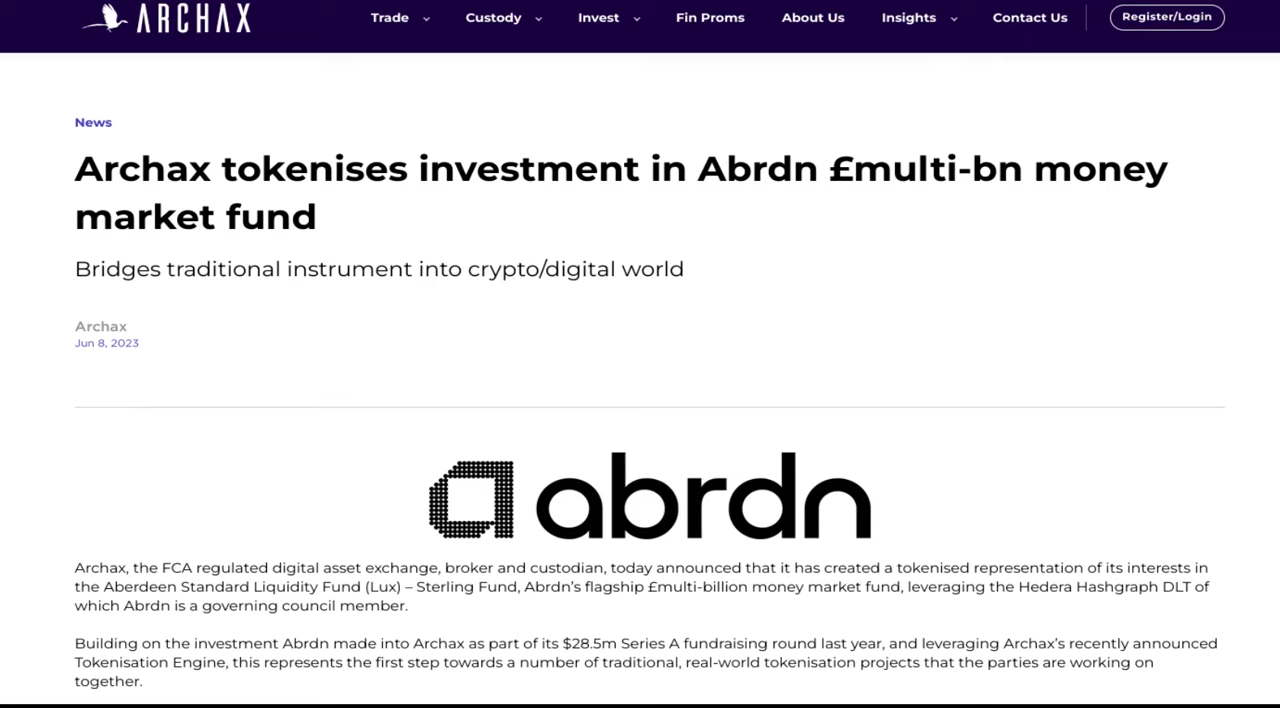 ARCHAX Trade Custody Invest Fin Proms About Us Insights Contact Us Register/Login
News
Archax tokenises investment in Abrdn £multi-bn money
market fund
Bridges traditional instrument into crypto/digital world
Archax
Jun 8, 2023
abrdn
Archax, the FCA regulated digital asset exchange, broker and custodian, today announced that it has created a tokenised representation of its interests in
the Aberdeen Standard Liquidity Fund (Lux) – Sterling Fund, Abrdn’s flagship £multi-billion money market fund, leveraging the Hedera Hashgraph DLT of
which Abrdn is a governing council member.
Building on the investment Abrdn made into Archax as part of its $28.5m Series A fundraising round last year, and leveraging Archax’s recently announced
Tokenisation Engine, this represents the first step towards a number of traditional, real-world tokenisation projects that the parties are working on
together.